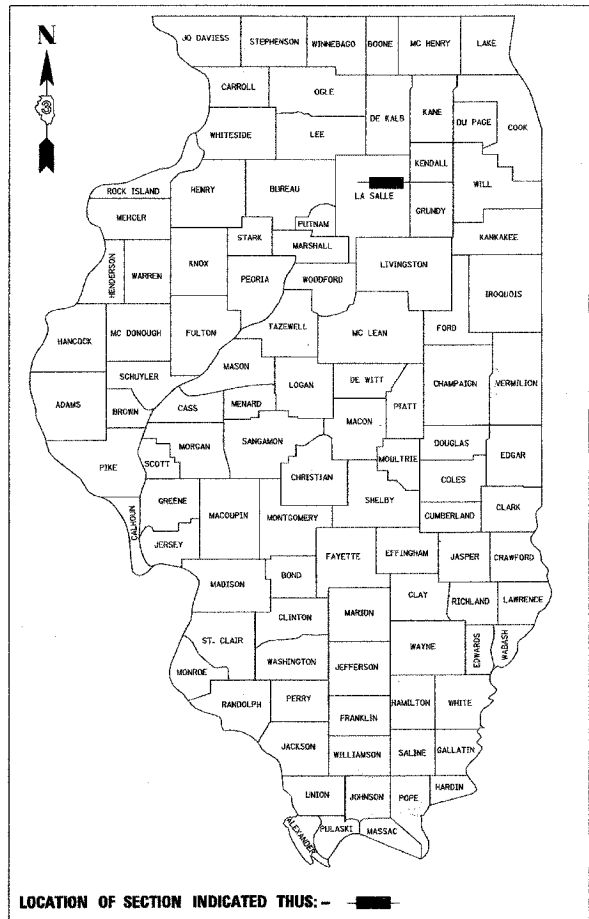 N
JO DAVIESS
STEPHENSON
WINNEBAGO
BOONE
MC HENRY
LAKE
CARROLL
OGLE
DE KALB
KANE
COOK
DU PAGE
WHITESIDE
LEE
KENDALL
WILL
ROCK ISLAND
HENRY
BUREAU
LA SALLE
GRUNDY
MERCER
PUTNAM
STARK
MARSHALL
KANKAKEE
HENDERSON
WARREN
KNOX
PEORIA
WOODFORD
LIVINGSTON
IROQUOIS
HANCOCK
MC DONOUGH
FULTON
TAZEWELL
MC LEAN
FORD
SCHUYLER
MASON
LOGAN
DE WITT
CHAMPAIGN
VERMILION
ADAMS
BROWN
CASS
MENARD
PIATT
MACON
PIKE
SCOTT
MORGAN
SANGAMON
MOULTRIE
DOUGLAS
EDGAR
CHRISTIAN
COLES
CALHOUN
GREENE
MACOUPIN
MONTGOMERY
SHELBY
CUMBERLAND
CLARK
JERSEY
FAYETTE
EFFINGHAM
JASPER
CRAWFORD
MADISON
BOND
CLAY
RICHLAND
LAWRENCE
CLINTON
MARION
ST. CLAIR
WAYNE
EDWARDS
WABASH
WASHINGTON
JEFFERSON
MONROE
RANDOLPH
PERRY
HAMILTON
WHITE
FRANKLIN
JACKSON
WILLIAMSON
SALINE
GALLATIN
UNION
JOHNSON
POPE
HARDIN
ALEXANDER
PULASKI
MASSAC
LOCATION OF SECTION INDICATED THUS: -